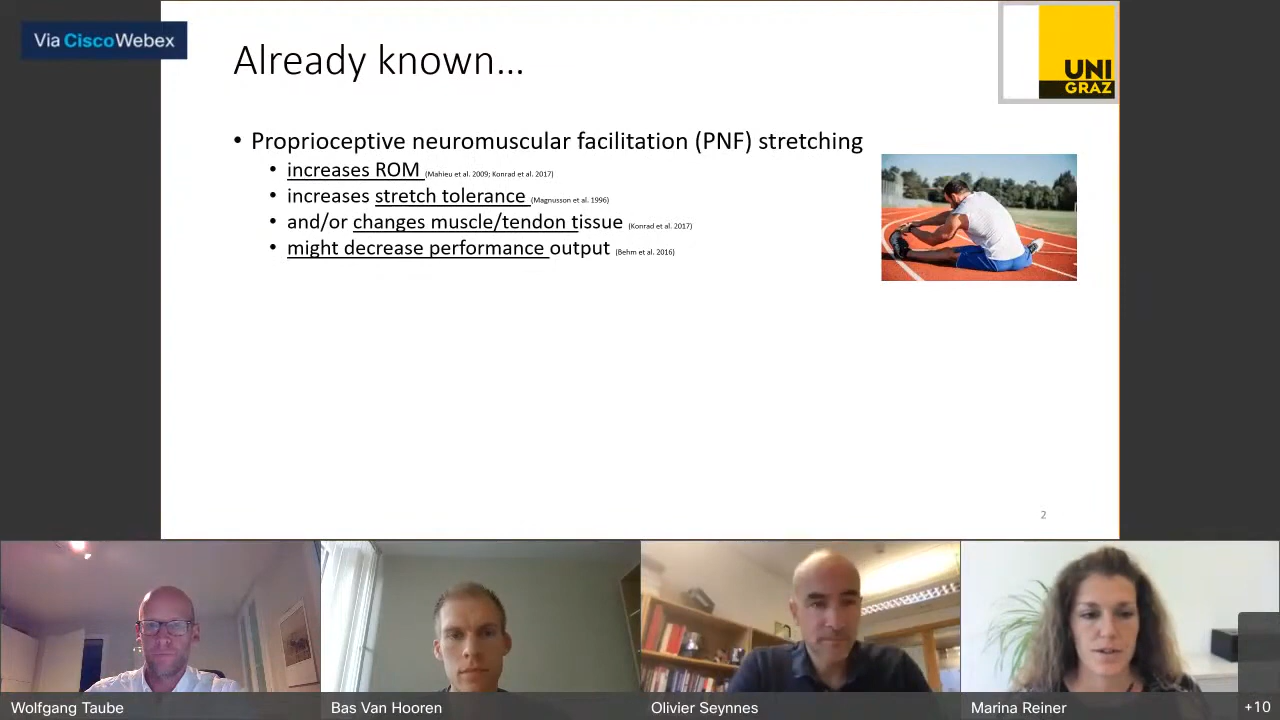 Via Cisco Webex
Already known...
UNI
GRAZ
• Proprioceptive neuromuscular facilitation (PNF) stretching
• increases ROM (Mahieu et al. 2009; Konrad et al. 2017)
• increases stretch tolerance (Magnusson et al. 1996)
• and/or changes muscle/tendon tissue (Konrad et al. 2017)
• might decrease performance output (Behm et al. 2016)
2
Wolfgang Taube
Bas Van Hooren
Olivier Seynnes
Marina Reiner
+10